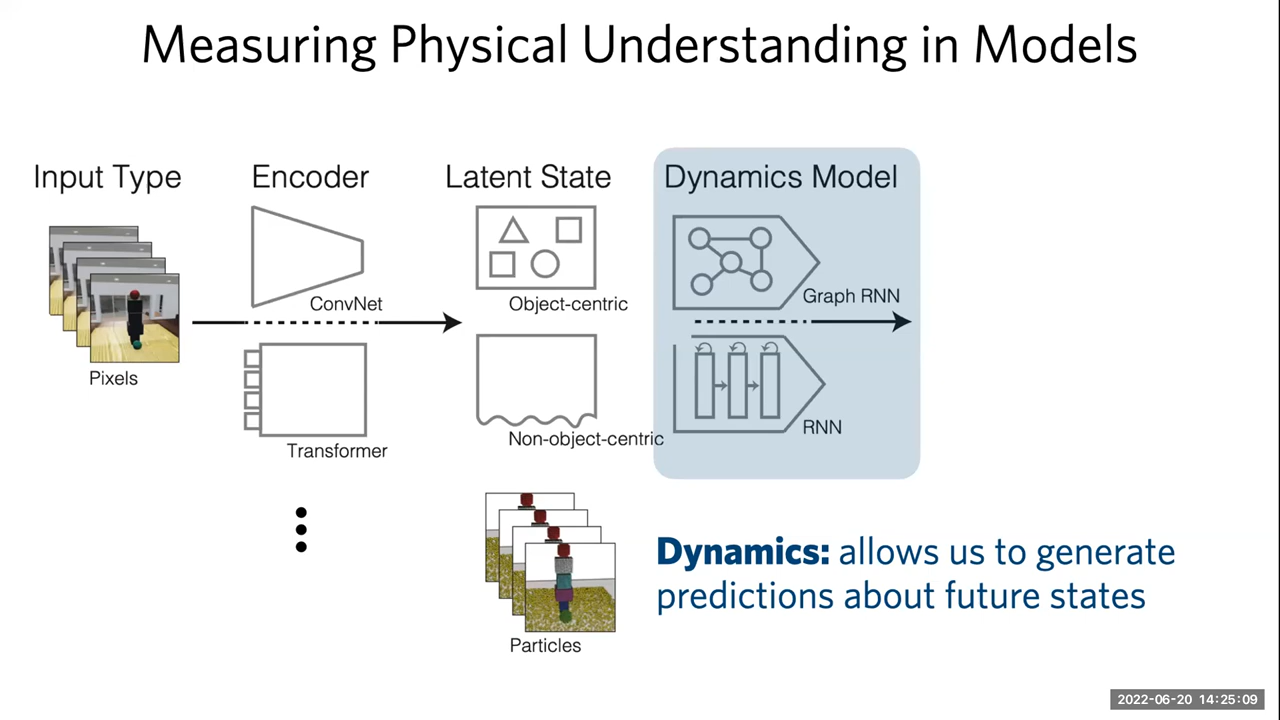 Measuring Physical Understanding in Models
Input Type
Encoder
Latent State
Dynamics Model
ConvNet
Object-centric
Graph RNN
Pixels
Transformer
Non-object-centric
RNN
Dynamics: allows us to generate
predictions about future states
Particles
2022-06-20 14:25:09